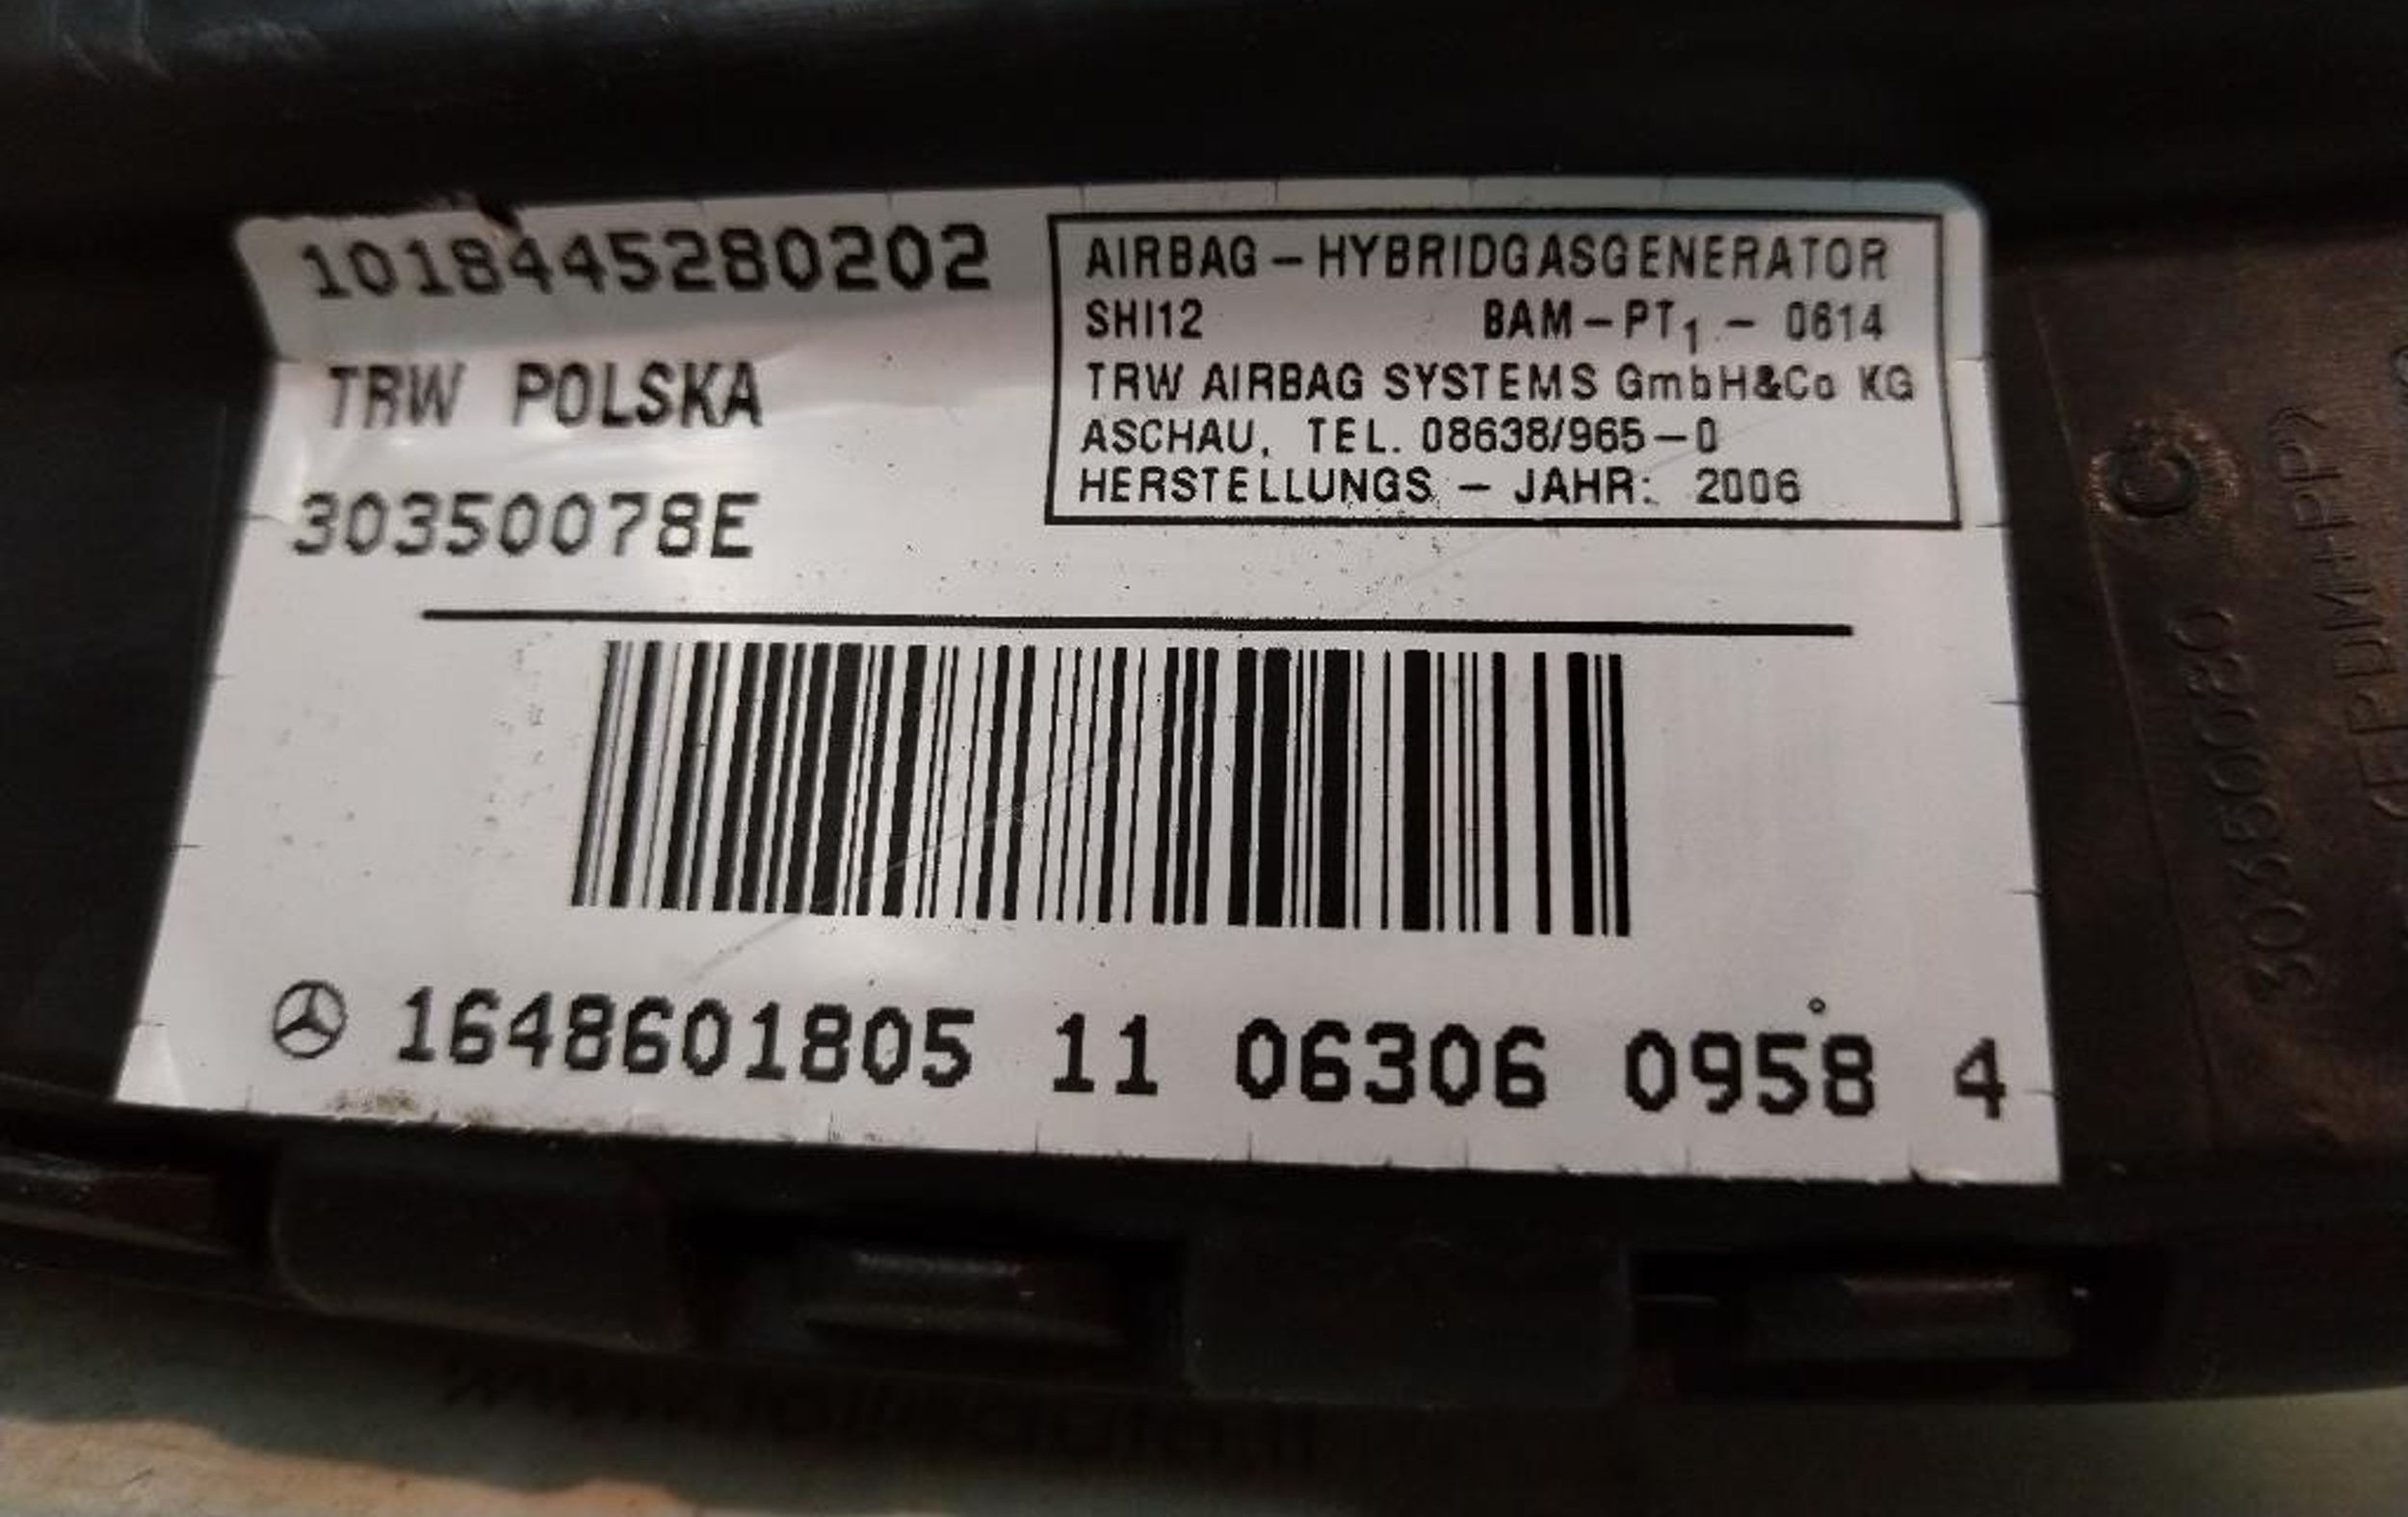 1018445280202
TRW POLSKA
30350078E
AIRBAG – HYBRIDGASGENERATOR
SHI12 BAM – PT1 – 0614
TRW AIRBAG SYSTEMS GmbH&Co KG
ASCHAU, TEL. 08638/965–0
HERSTELLUNGS – JAHR: 2006
1648601805 11 06306 0958 4
30350080